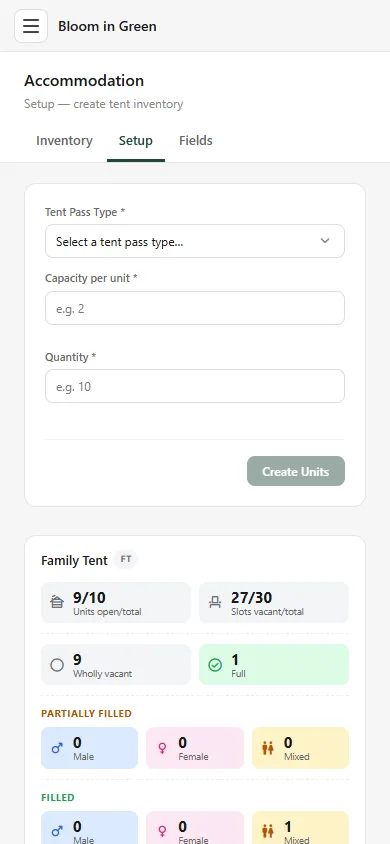 Bloom in Green
Accommodation
Setup — create tent inventory
Inventory Setup Fields
Tent Pass Type *
Select a tent pass type...
Capacity per unit *
e.g. 2
Quantity *
e.g. 10
Create Units
Family Tent FT
9/10
Units open/total
27/30
Slots vacant/total
9
Wholly vacant
1
Full
PARTIALLY FILLED
0
Male
0
Female
0
Mixed
FILLED
0
Male
0
Female
1
Mixed